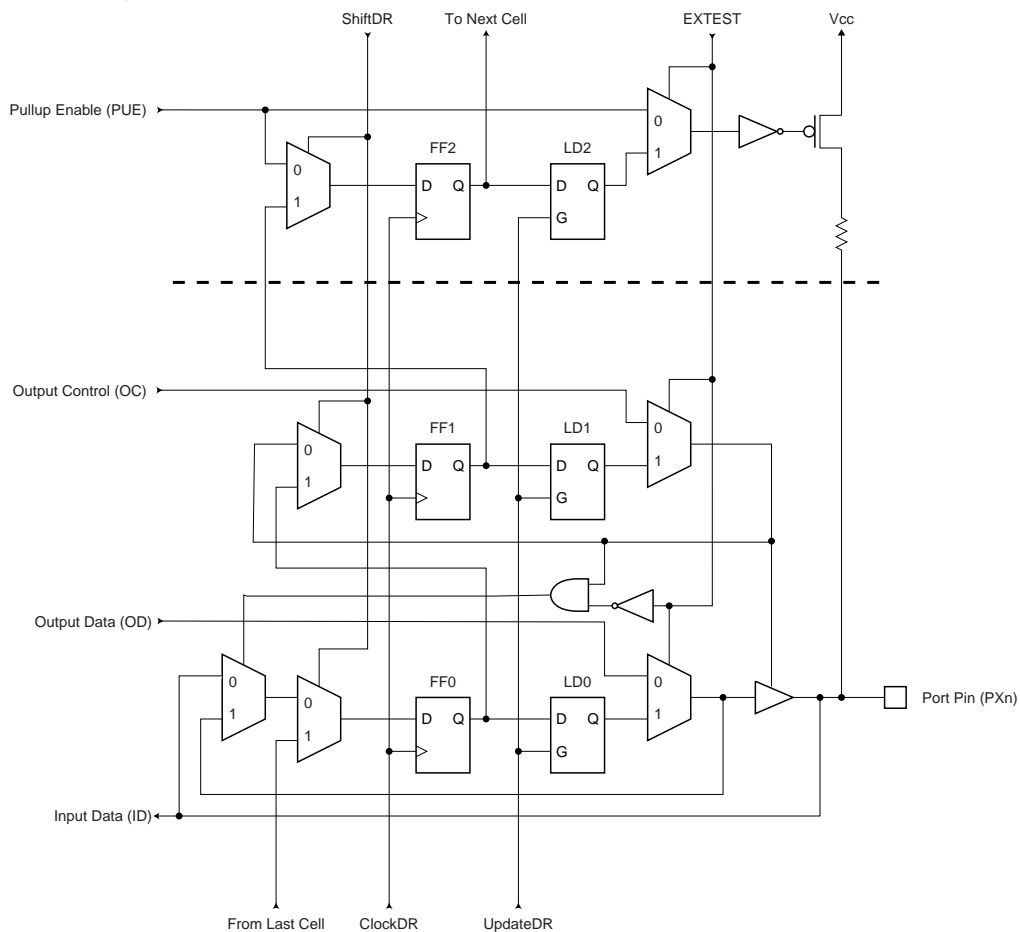 ShiftDR
To Next Cell
EXTEST
Vcc
Pullup Enable (PUE)
0
1
FF2
D Q
LD2
D Q
G
0
1
Output Control (OC)
0
1
FF1
D Q
LD1
D Q
G
0
1
Output Data (OD)
0
1
0
1
FF0
D Q
LD0
D Q
G
0
1
Port Pin (PXn)
Input Data (ID)
From Last Cell
ClockDR
UpdateDR